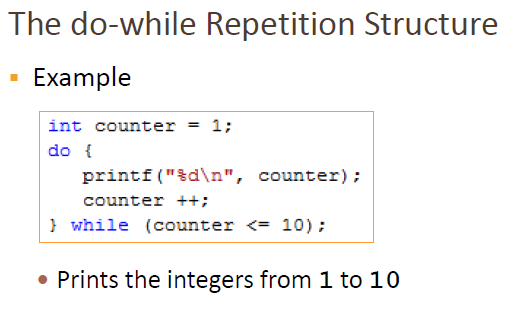 The do-while Repetition Structure
▪ Example
int counter = 1;
do {
printf("%d\n", counter);
counter ++;
} while (counter <= 10);
• Prints the integers from 1 to 10